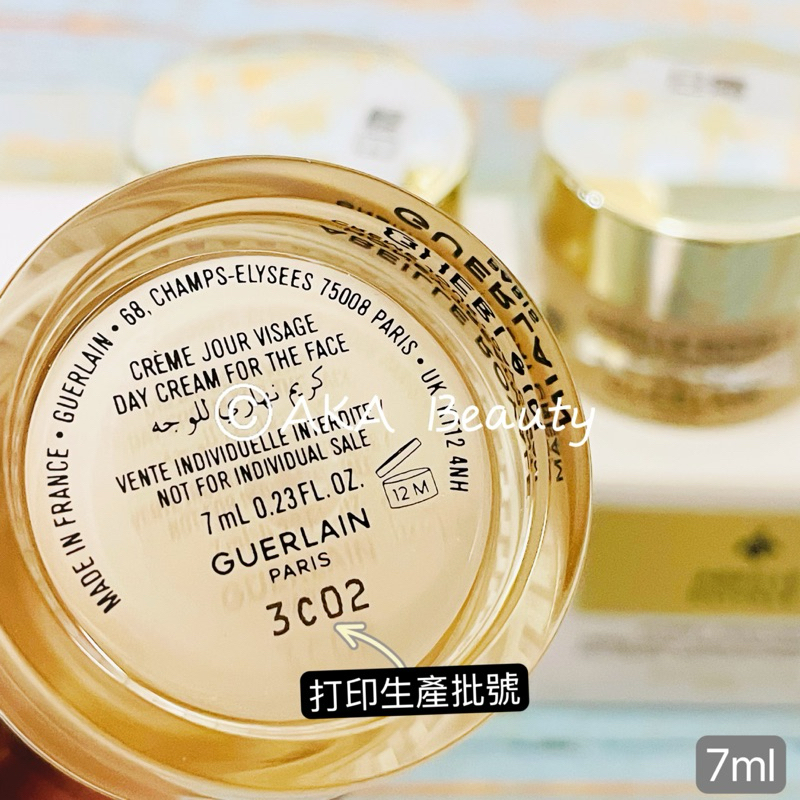 MADE IN FRANCE • GUERLAIN • 68, CHAMPS-ELYSEES 75008 PARIS • UK
4NH
CRÈME JOUR VISAGE
DAY CREAM FOR THE FACE
كريم نهاري للوجه
VENTE INDIVIDUELLE INTERDITE /
NOT FOR INDIVIDUAL SALE
7 mL 0.23 FL. OZ.
12 M
GUERLAIN
PARIS
3C02
打印生產批號
© AKA Beauty
7ml